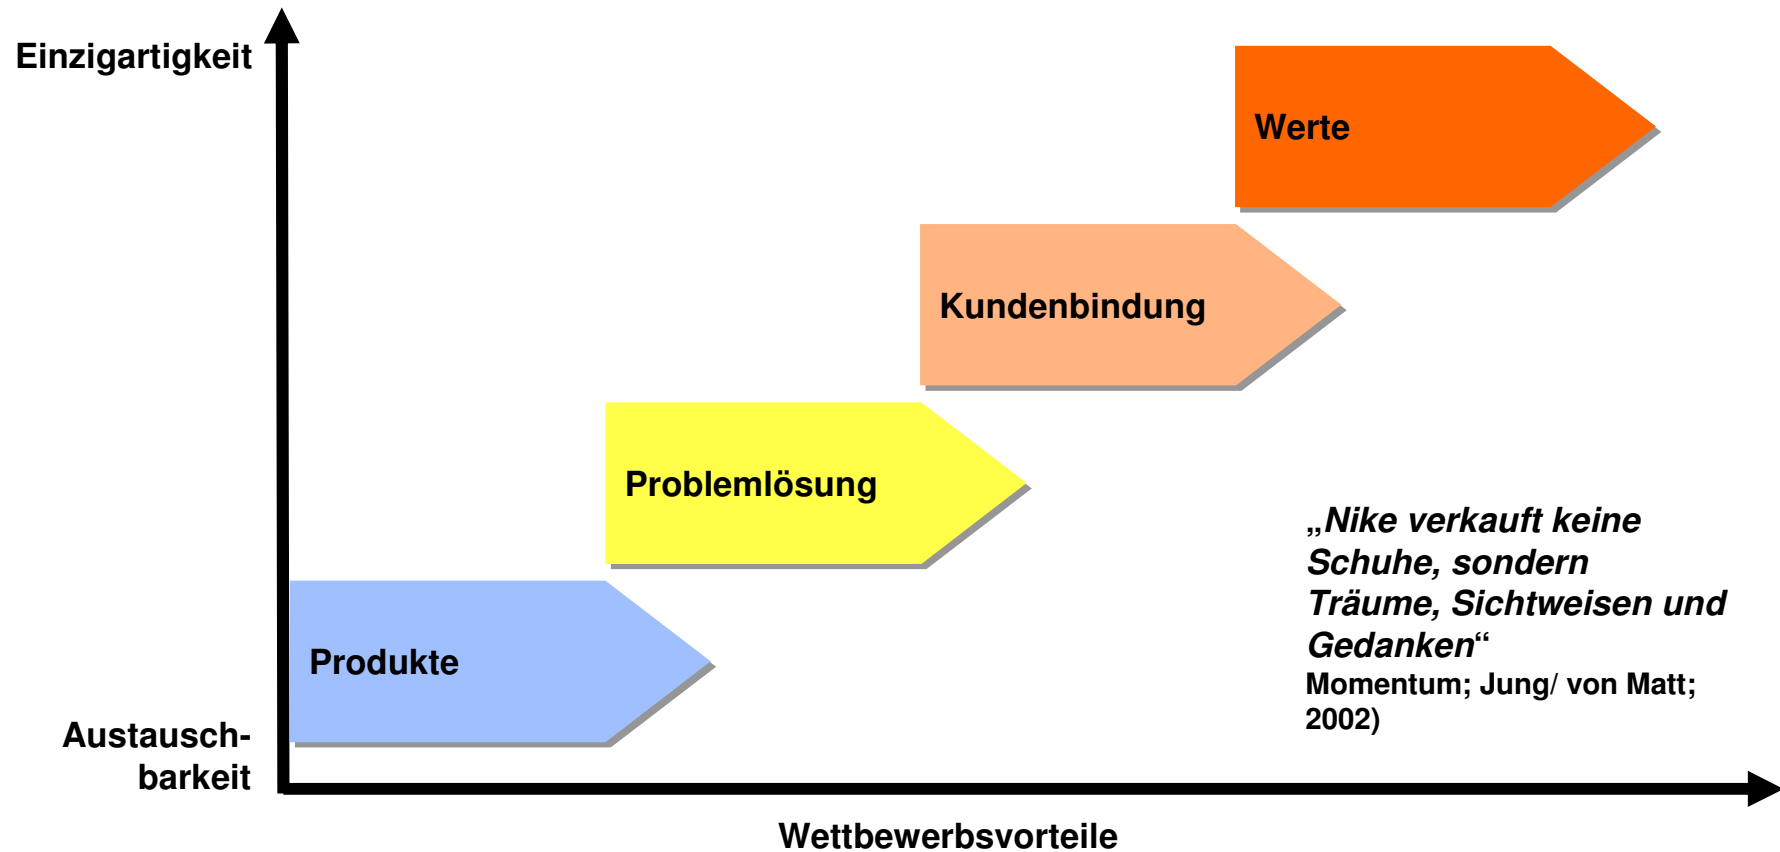 Einzigartigkeit
Werte
Kundenbindung
Problemlösung
„Nike verkauft keine
Schuhe, sondern
Träume, Sichtweisen und
Gedanken“
Momentum; Jung/ von Matt;
2002)
Produkte
Austausch-
barkeit
Wettbewerbsvorteile